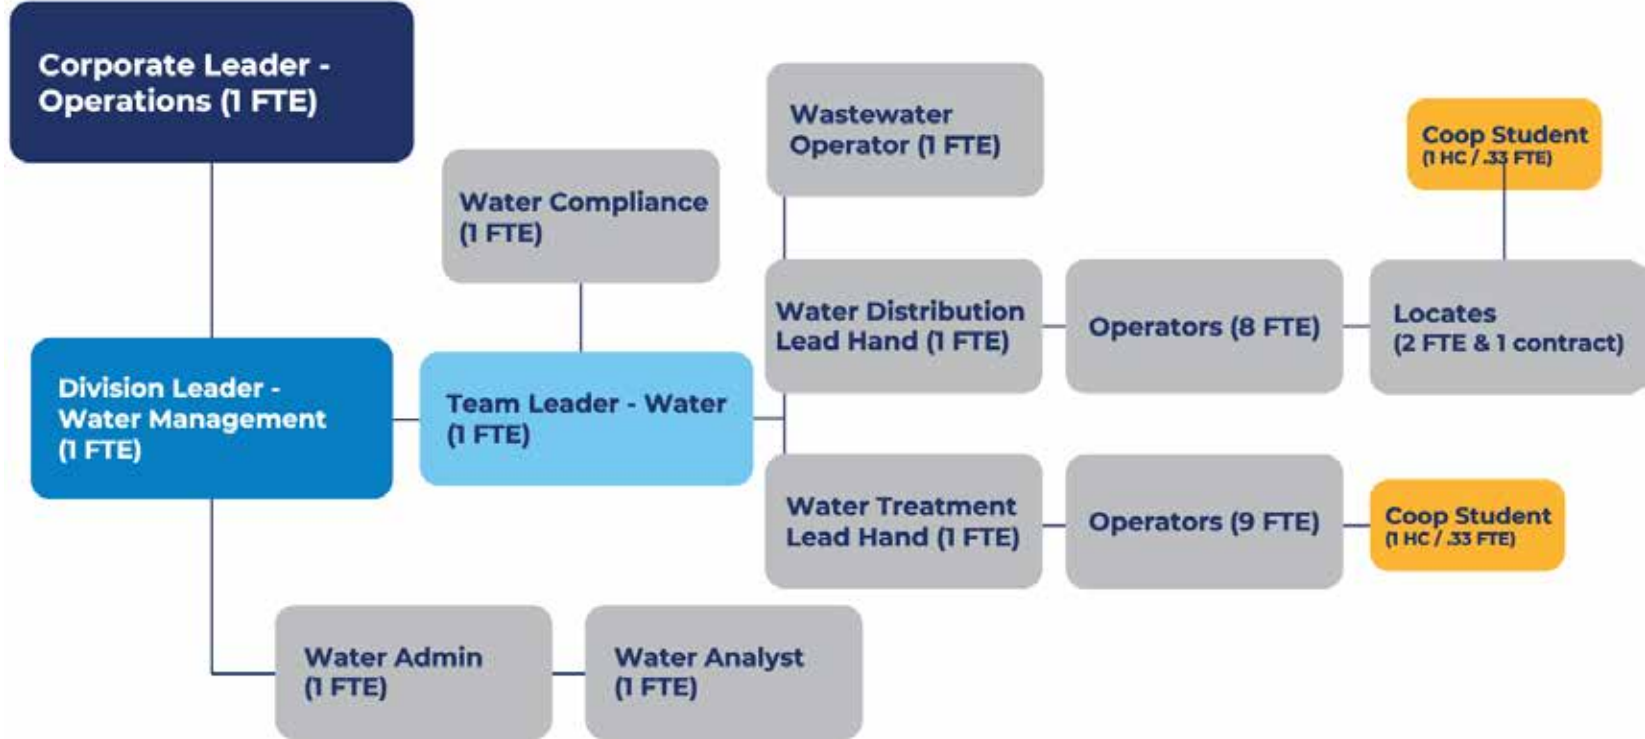 Corporate Leader -
Operations (1 FTE)
Wastewater
Operator (1 FTE)
Coop Student
(1 HC / .33 FTE)
Water Compliance
(1 FTE)
Water Distribution
Lead Hand (1 FTE)
Operators (8 FTE)
Locates
(2 FTE & 1 contract)
Division Leader -
Water Management
(1 FTE)
Team Leader - Water
(1 FTE)
Water Treatment
Lead Hand (1 FTE)
Operators (9 FTE)
Coop Student
(1 HC / .33 FTE)
Water Admin
(1 FTE)
Water Analyst
(1 FTE)